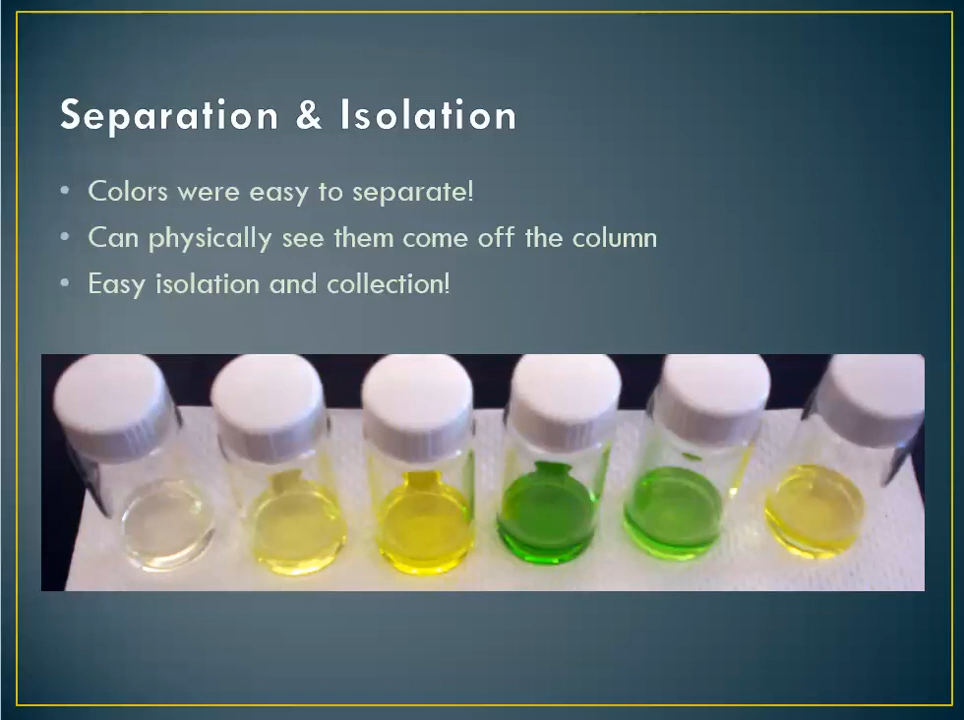 Separation & Isolation
• Colors were easy to separate!
• Can physically see them come off the column
• Easy isolation and collection!